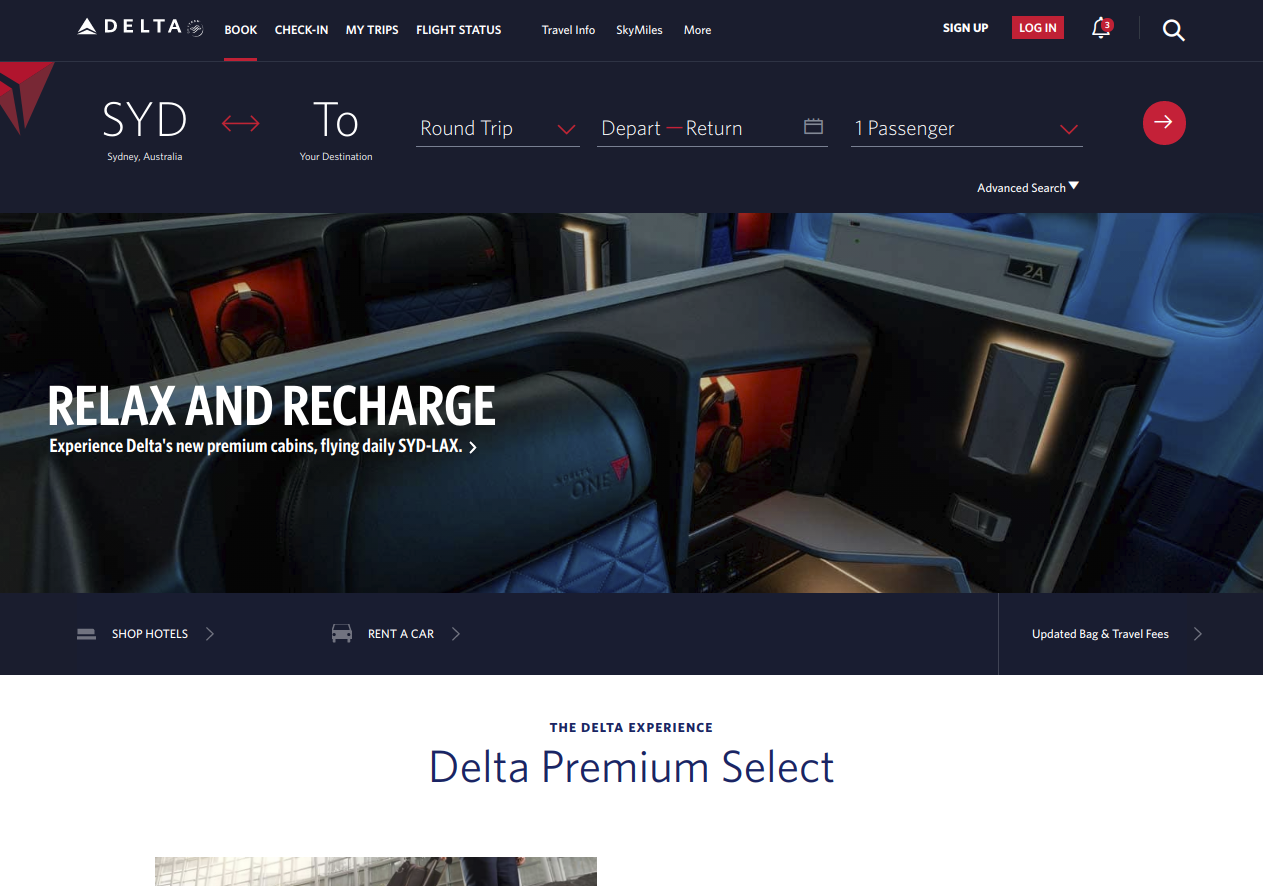 DELTA
BOOK CHECK-IN MY TRIPS FLIGHT STATUS Travel Info SkyMiles More SIGN UP LOG IN 3
SYD To
Sydney, Australia Your Destination
Round Trip Depart — Return 1 Passenger
Advanced Search
2A
RELAX AND RECHARGE
Experience Delta's new premium cabins, flying daily SYD-LAX.
DELTA
ONE
SHOP HOTELS RENT A CAR Updated Bag & Travel Fees
THE DELTA EXPERIENCE
Delta Premium Select